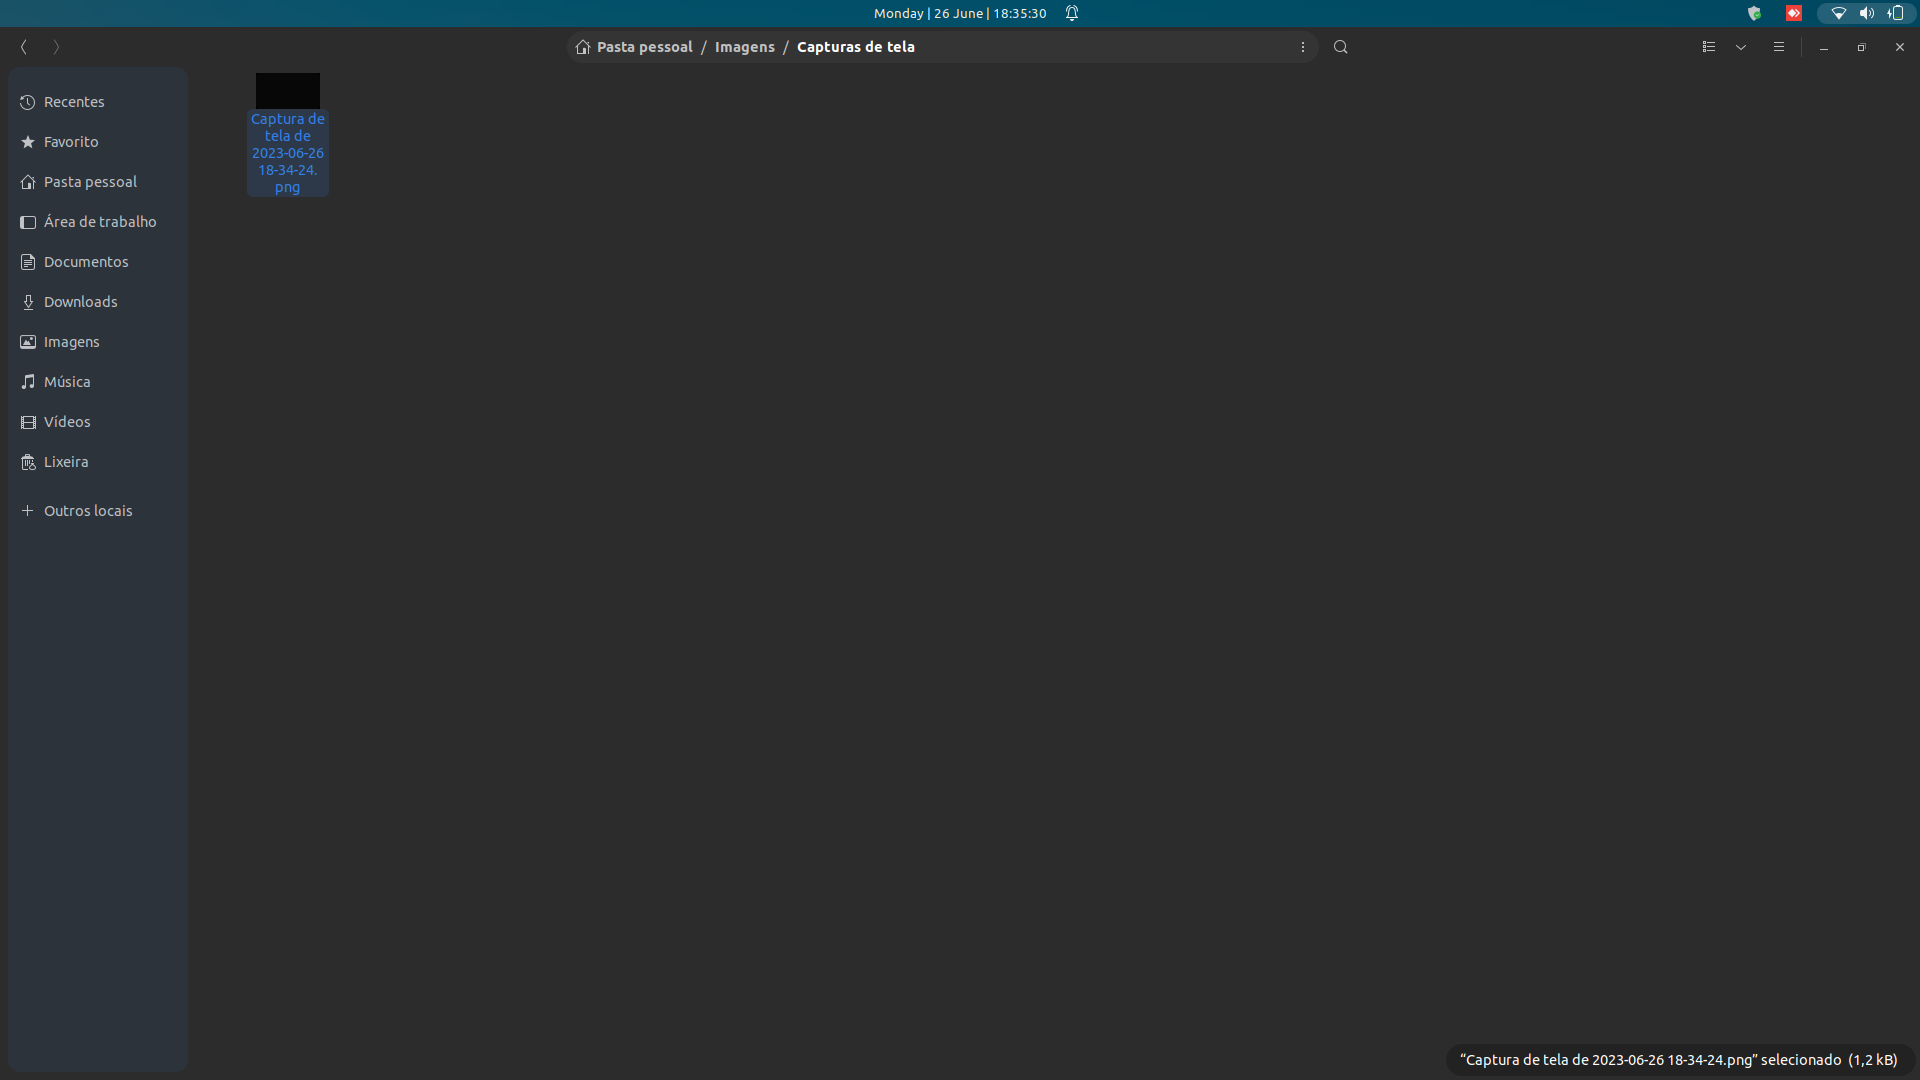 Monday | 26 June | 18:35:30
Pasta pessoal / Imagens / Capturas de tela
Recentes
Favorito
Pasta pessoal
Área de trabalho
Documentos
Downloads
Imagens
Música
Vídeos
Lixeira
Outros locais
Captura de
tela de
2023-06-26
18-34-24.
png
“Captura de tela de 2023-06-26 18-34-24.png” selecionado (1,2 kB)